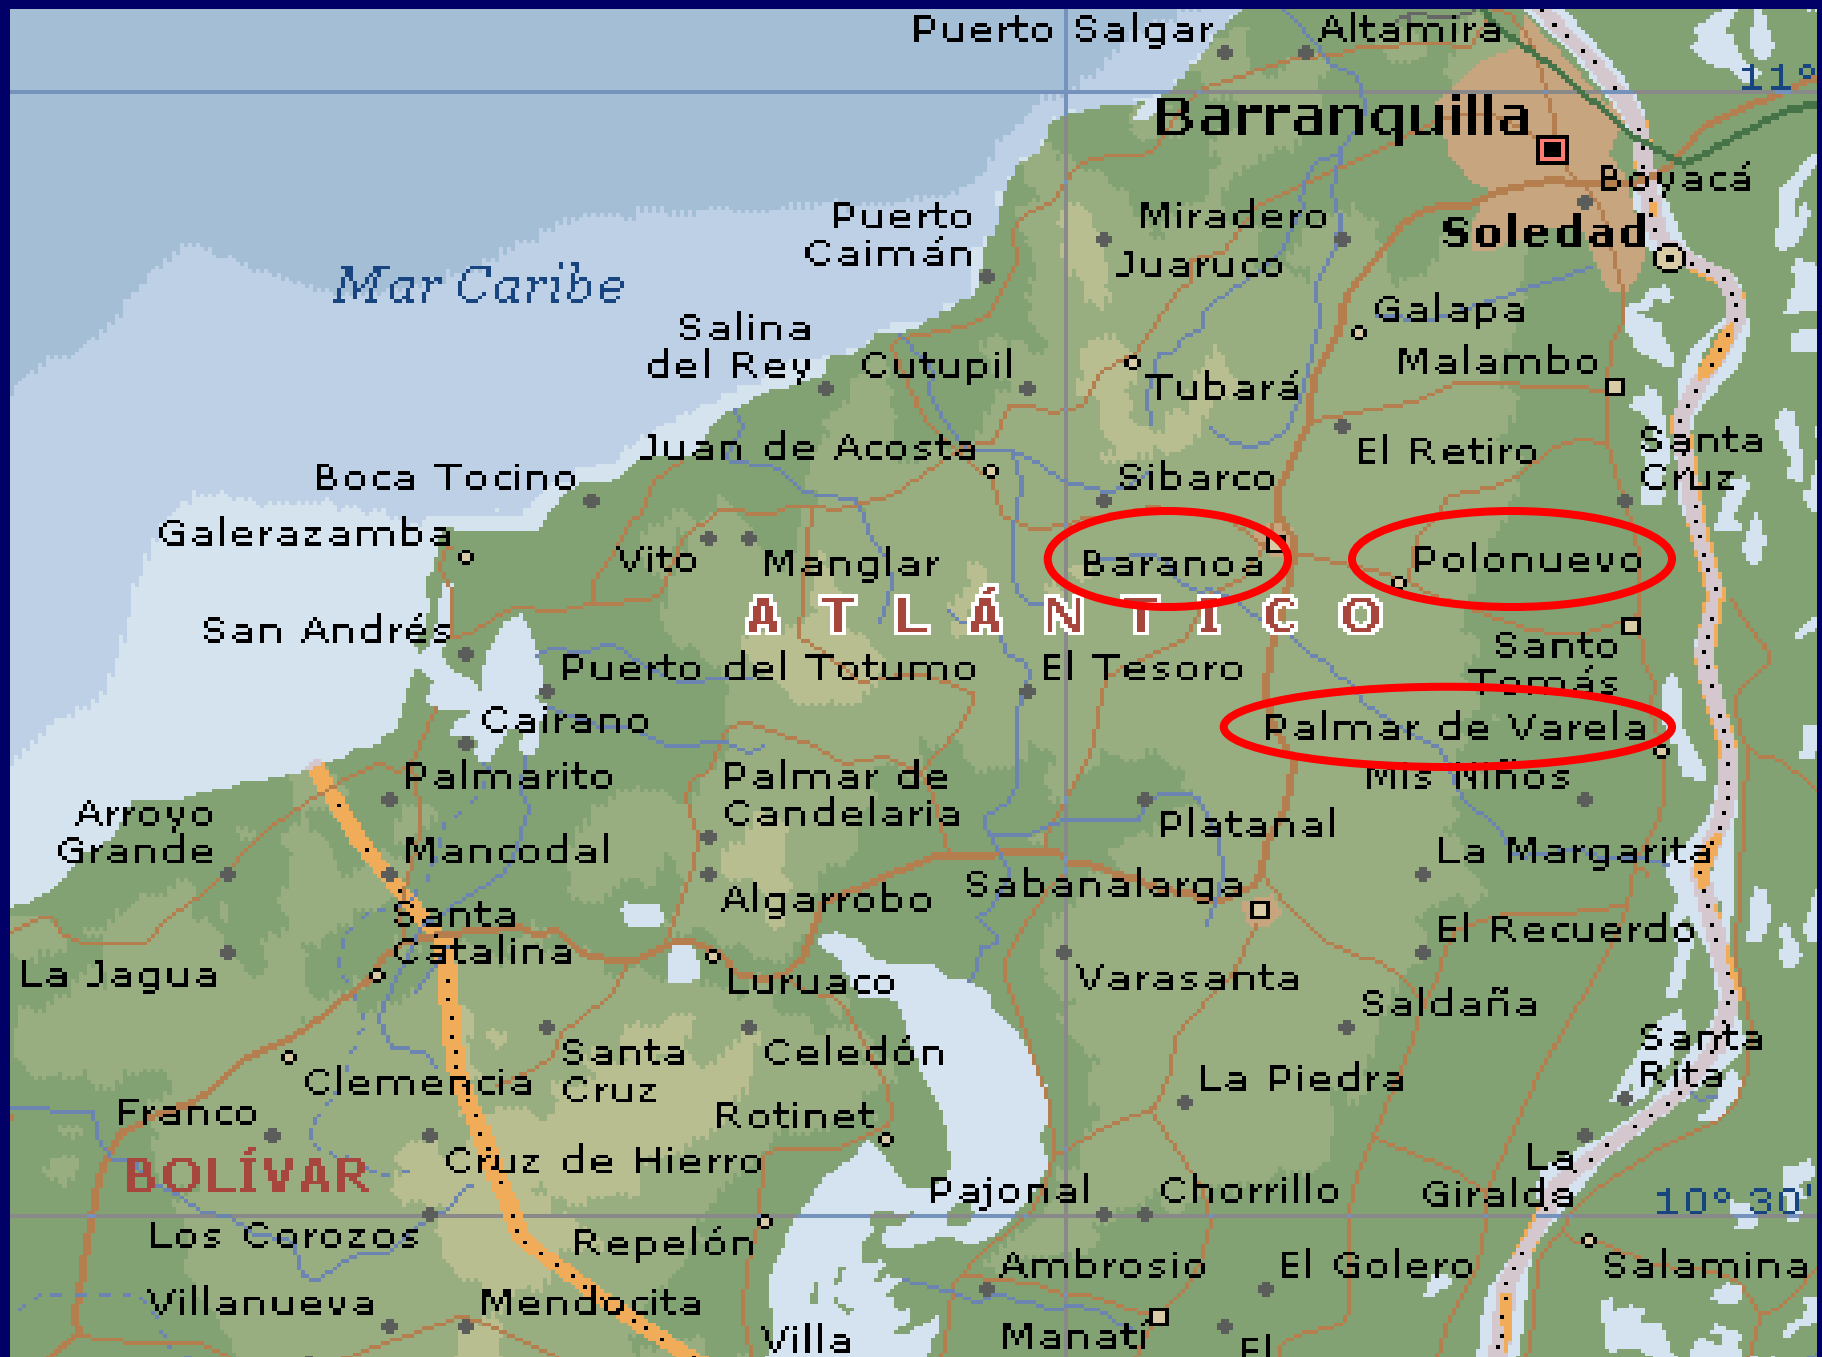 Puerto Salgar
Altamira
11°
Barranquilla
Boyacá
Puerto
Caimán
Miradero
Soledad
Juaruco
Mar Caribe
Galapa
Salina
del Rey
Cutupil
Malambo
Tubará
Juan de Acosta
El Retiro
Santa
Cruz
Boca Tocino
Sibarco
Galerazamba
Vito
Manglar
Baranoa
Polonuevo
ATLÁNTICO
San Andrés
Santo
Tomás
Puerto del Totumo
El Tesoro
Cairano
Palmar de Varela
Palmarito
Palmar de
Candelaria
Mis Niños
Arroyo
Grande
Platanal
Mancodal
La Margarita
Algarrobo
Sabanalarga
Santa
Catalina
El Recuerdo
La Jagua
Luruaco
Varasanta
Saldaña
Santa
Cruz
Celedón
Santa
Rita
Clemencia
La Piedra
Franco
Rotinet
BOLÍVAR
Cruz de Hierro
La
Giralda
Pajonal
Chorrillo
10° 30'
Los Corozos
Repelón
Ambrosio
El Golero
Salamina
Villanueva
Mendocita
Villa
Manatí
El